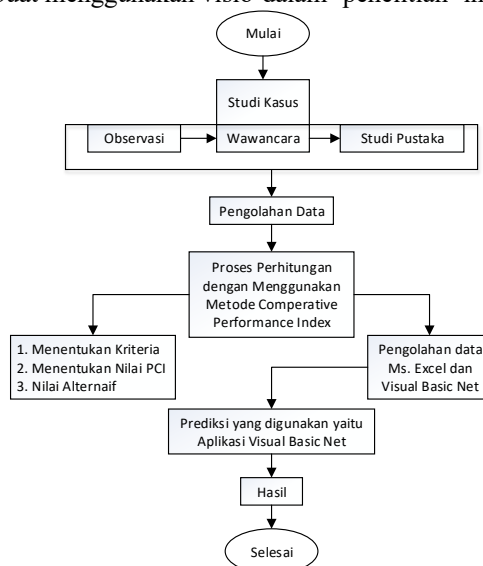 buat menggunakan visio dalam penelitian
Mulai
Studi Kasus
Observasi
Wawancara
Studi Pustaka
Pengolahan Data
Proses Perhitungan
dengan Menggunakan
Metode Comperative
Performance Index
1. Menentukan Kriteria
2. Menentukan Nilai PCI
3. Nilai Alternaif
Pengolahan data
Ms. Excel dan
Visual Basic Net
Prediksi yang digunakan yaitu
Aplikasi Visual Basic Net
Hasil
Selesai